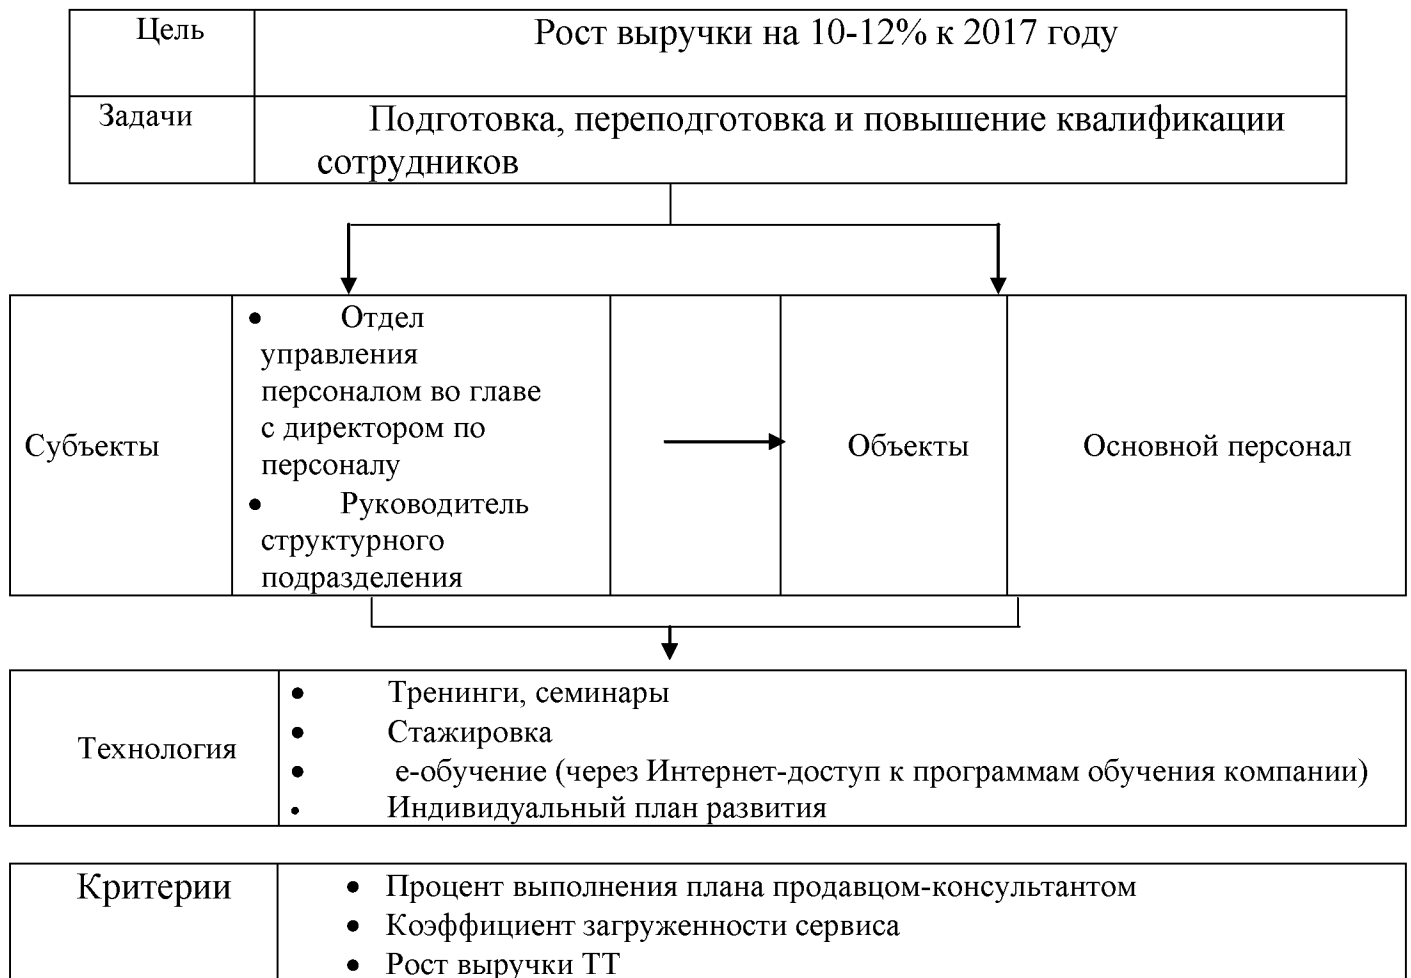 Цель
Рост выручки на 10-12% к 2017 году
Задачи
Подготовка, переподготовка и повышение квалификации
сотрудников
Субъекты
• Отдел
управления
персоналом во главе
с директором по
персоналу
• Руководитель
структурного
подразделения
Объекты
Основной персонал
Технология
• Тренинги, семинары
• Стажировка
• е-обучение (через Интернет-доступ к программам обучения компании)
• Индивидуальный план развития
Критерии
• Процент выполнения плана продавцом-консультантом
• Коэффициент загруженности сервиса
• Рост выручки ТТ